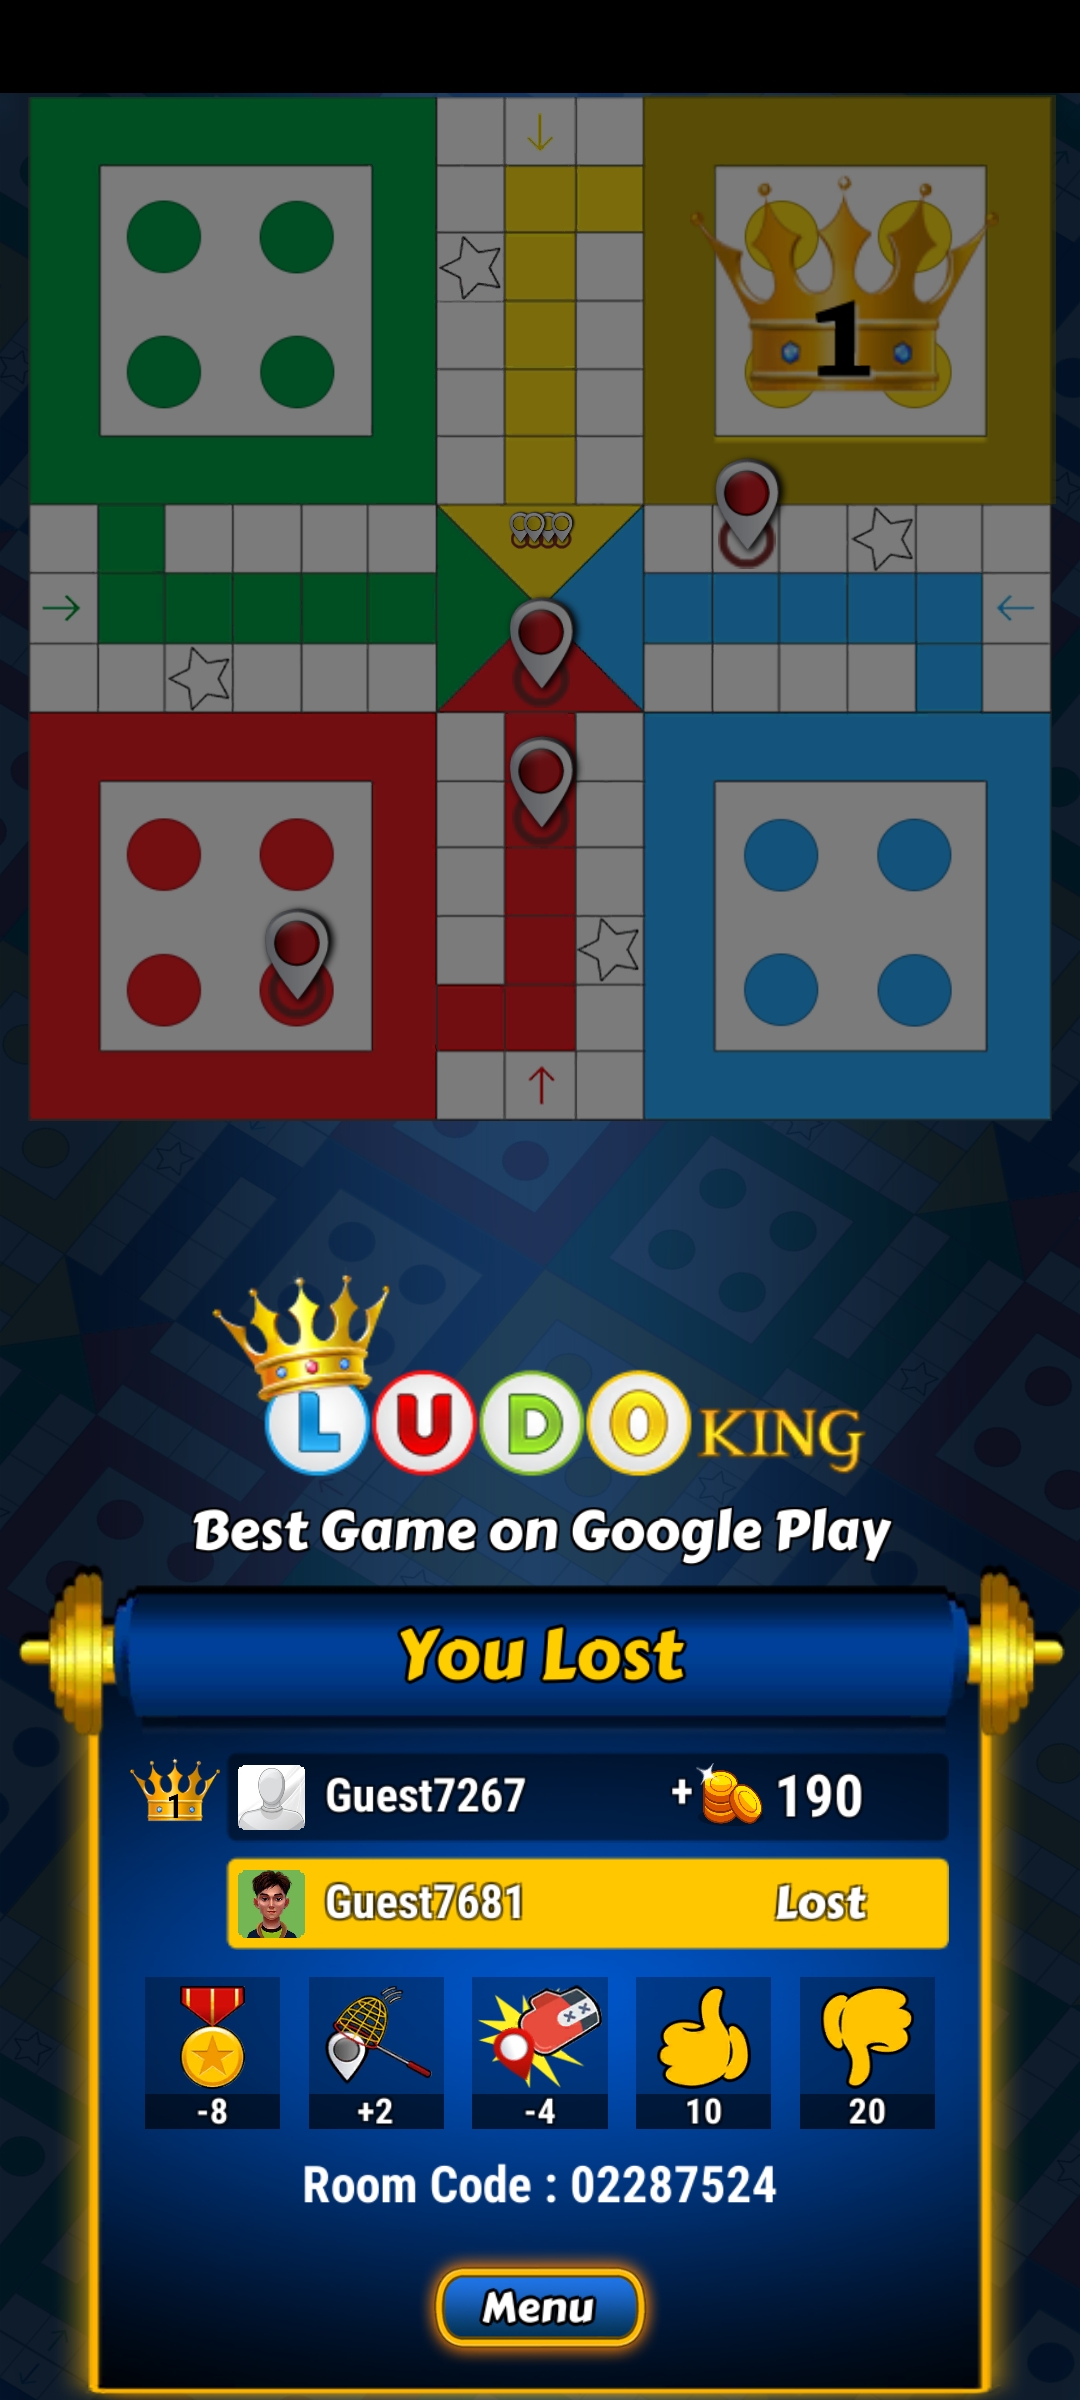 1
LUDO KING
Best Game on Google Play
You Lost
1 Guest7267 + 190
Guest7681 Lost
-8 +2 -4 10 20
Room Code : 02287524
Menu